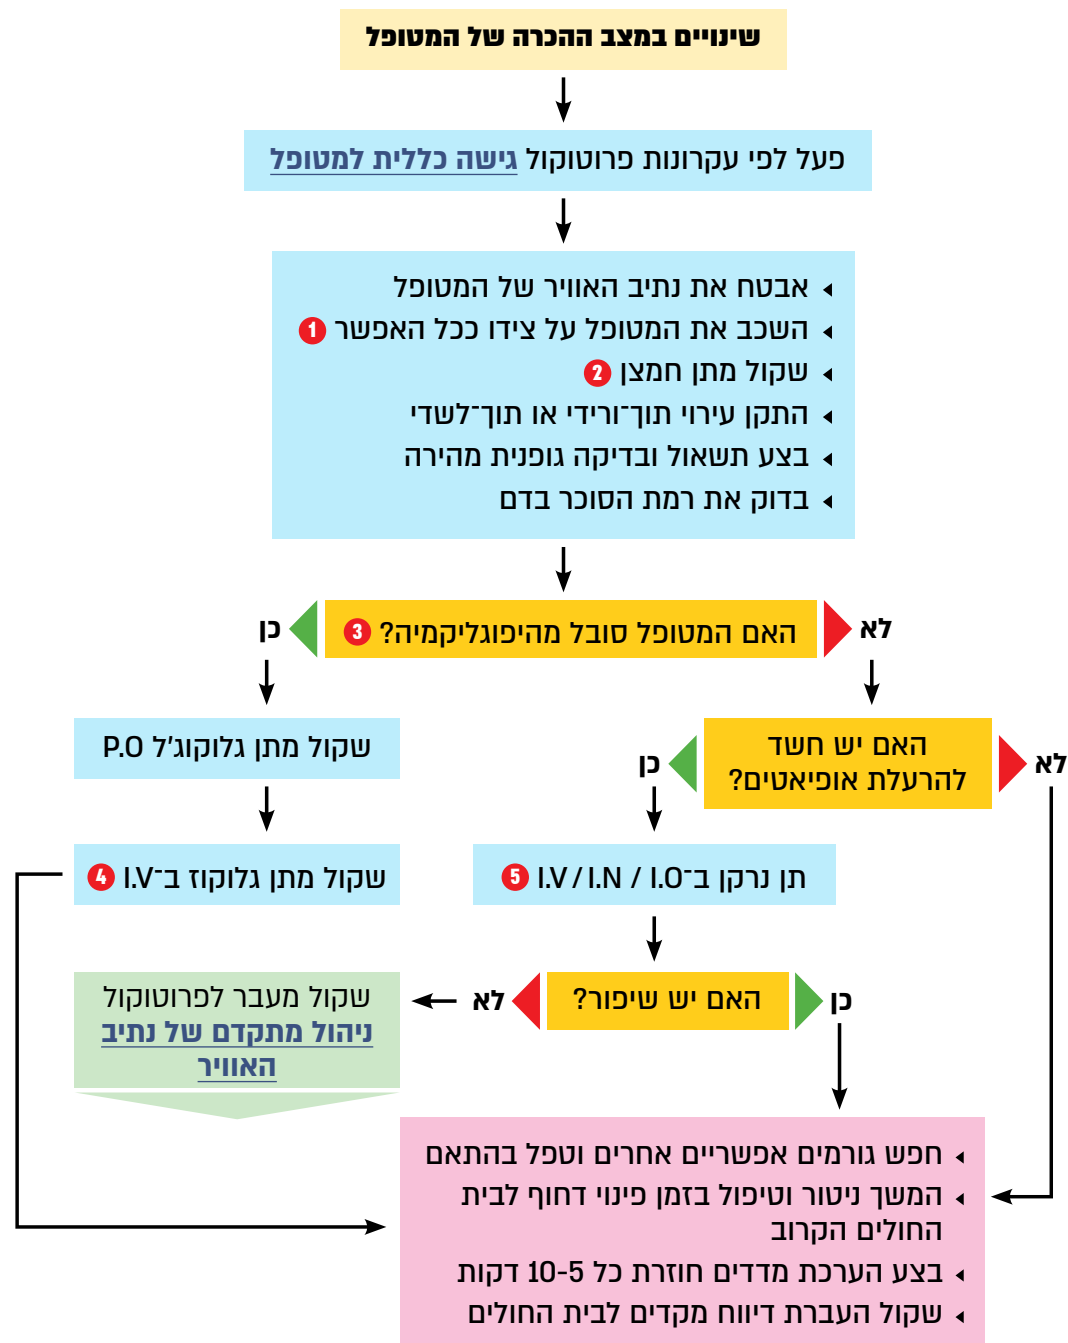 שינויים במצב ההכרה של המטופל
פעל לפי עקרונות פרוטוקול גישה כללית למטופל
אבטח את נתיב האוויר של המטופל
השכב את המטופל על צידו ככל האפשר 1
שקול מתן חמצן 2
התקן עירוי תוך־ורידי או תוך־לשדי
בצע תשאול ובדיקה גופנית מהירה
בדוק את רמת הסוכר בדם
לא
האם המטופל סובל מהיפוגליקמיה? 3
כן
לא
האם יש חשד
להרעלת אופיאטים?
כן
שקול מתן גלוקוג'ל P.O
תן נרקן ב־I.V / I.N / I.O 5
שקול מתן גלוקוז ב־I.V 4
כן
האם יש שיפור?
לא
שקול מעבר לפרוטוקול
ניהול מתקדם של נתיב
האוויר
חפש גורמים אפשריים אחרים וטפל בהתאם
המשך ניטור וטיפול בזמן פינוי דחוף לבית
החולים הקרוב
בצע הערכת מדדים חוזרת כל 10-5 דקות
שקול העברת דיווח מקדים לבית החולים